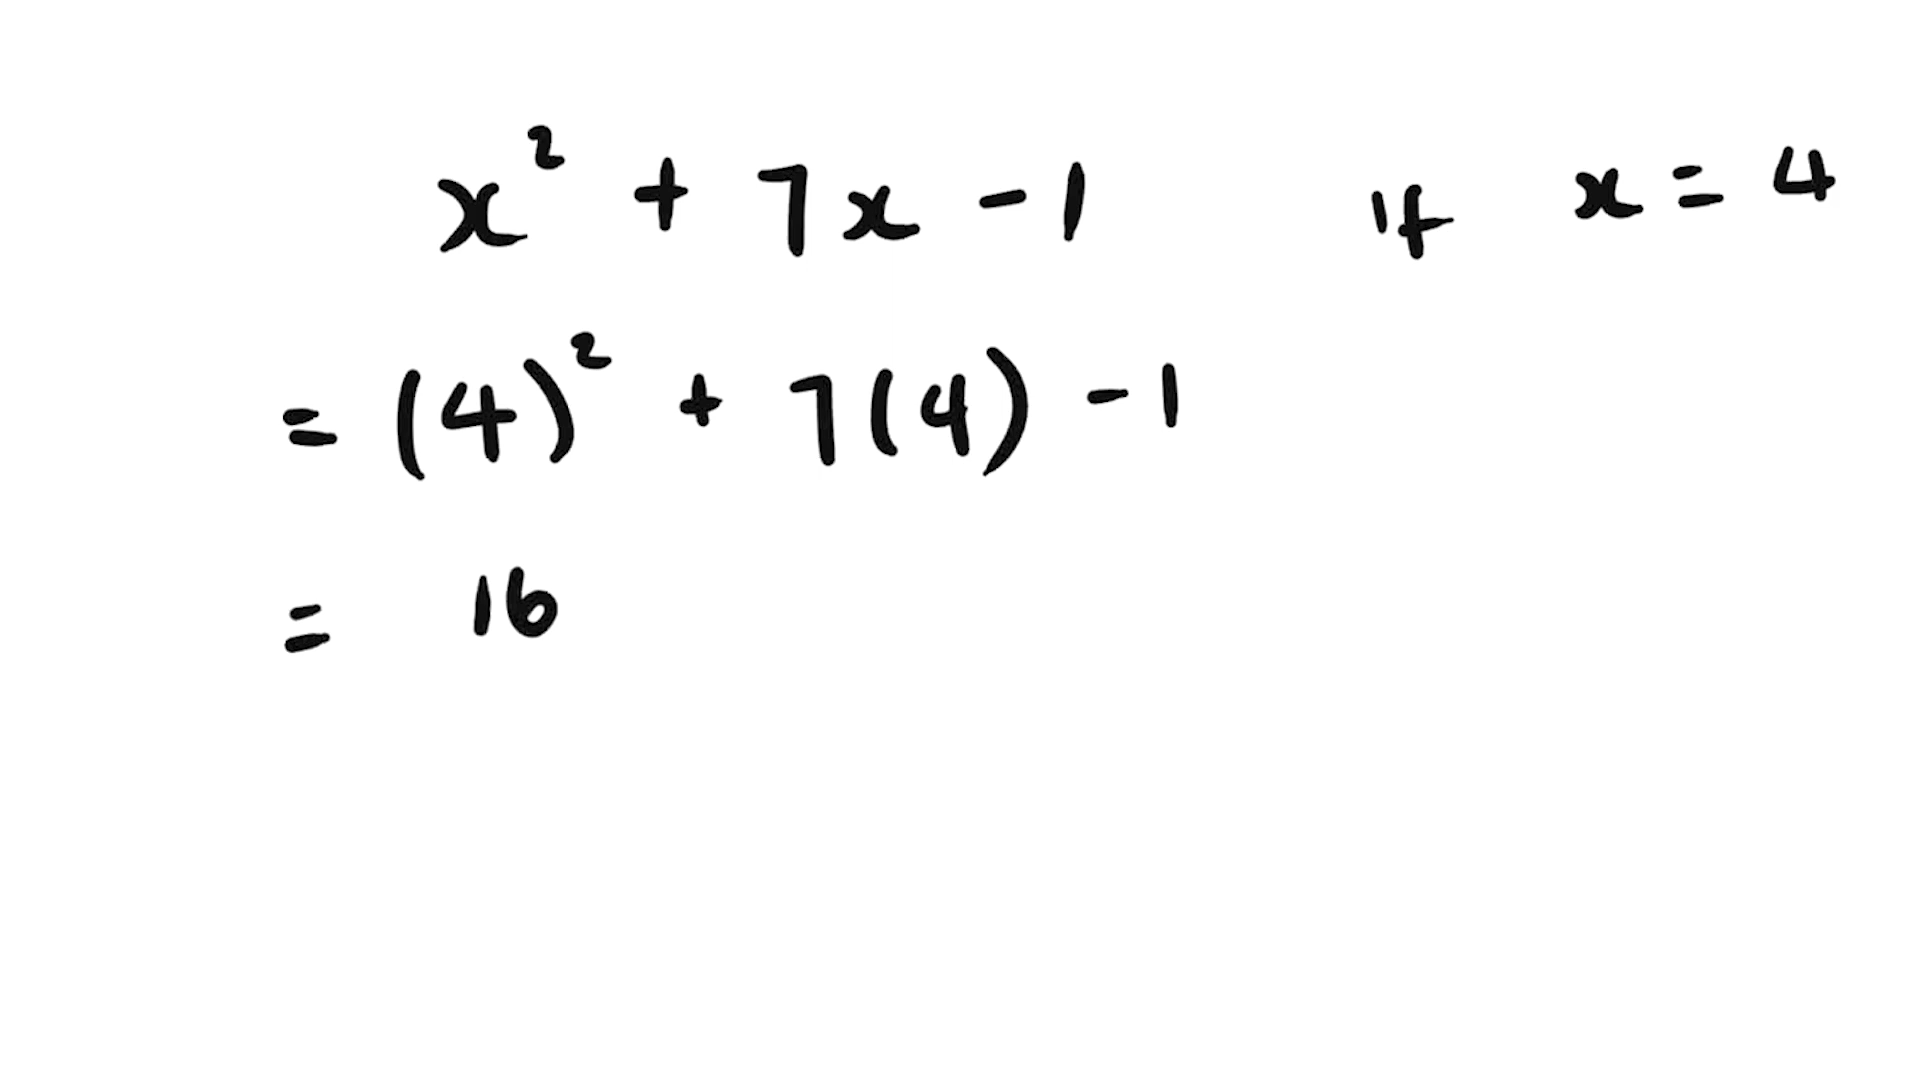 x² + 7x - 1 if x = 4
= (4)² + 7(4) - 1
= 16